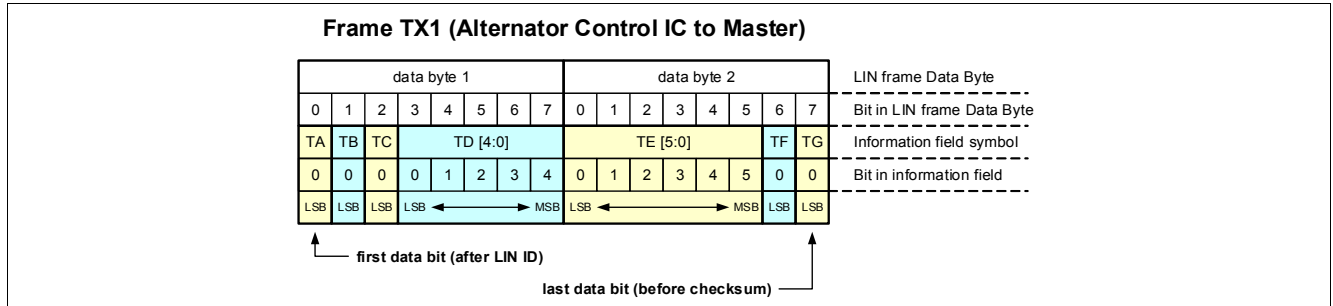 Frame TX1 (Alternator Control IC to Master)
data byte 1 data byte 2 LIN frame Data Byte
0 1 2 3 4 5 6 7 0 1 2 3 4 5 6 7 Bit in LIN frame Data Byte
TA TB TC TD [4:0] TE [5:0] TF TG Information field symbol
0 0 0 0 1 2 3 4 0 1 2 3 4 5 0 0 Bit in information field
LSB LSB LSB LSB MSB LSB MSB LSB LSB
first data bit (after LIN ID)
last data bit (before checksum)